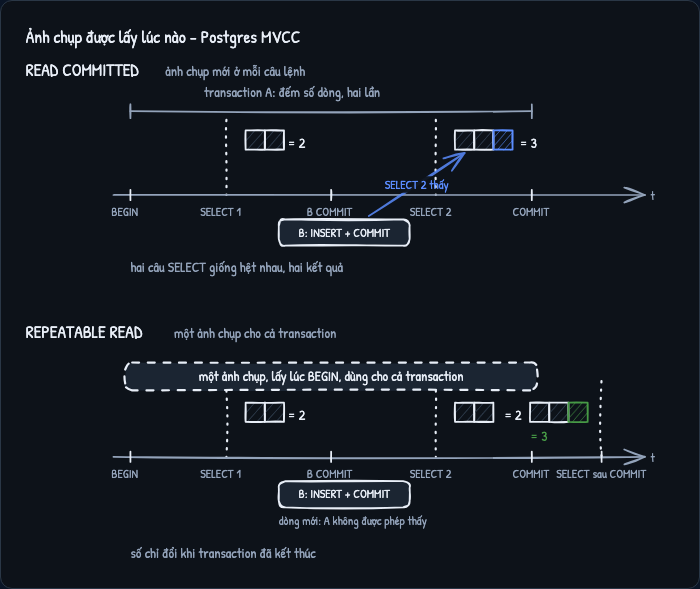 Ảnh chụp được lấy lúc nào – Postgres MVCC
READ COMMITTED ảnh chụp mới ở mỗi câu lệnh
transaction A: đếm số dòng, hai lần
= 2
= 3
SELECT 2 thấy
t
BEGIN SELECT 1 B COMMIT SELECT 2 COMMIT
B: INSERT + COMMIT
hai câu SELECT giống hệt nhau, hai kết quả
REPEATABLE READ một ảnh chụp cho cả transaction
một ảnh chụp, lấy lúc BEGIN, dùng cho cả transaction
= 2
= 2
= 3
t
BEGIN SELECT 1 B COMMIT SELECT 2 COMMIT SELECT sau COMMIT
B: INSERT + COMMIT
dòng mới: A không được phép thấy
số chỉ đổi khi transaction đã kết thúc